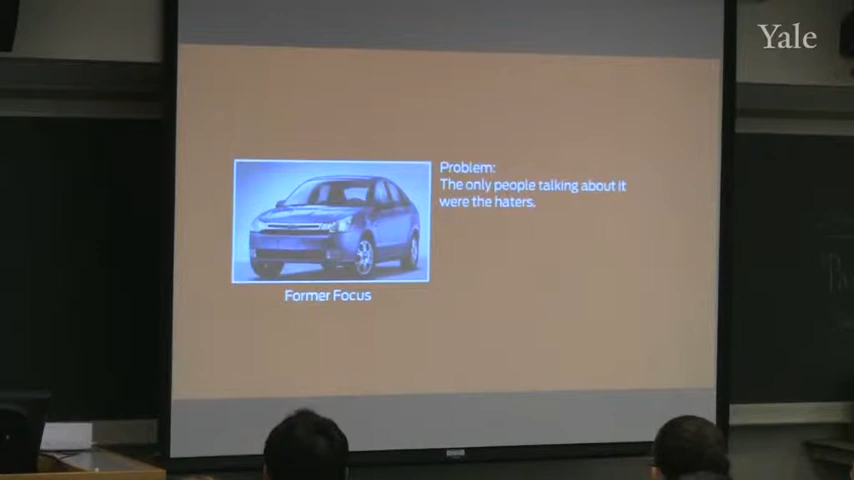 Yale
Problem:
The only people talking about it
were the haters.
Former Focus